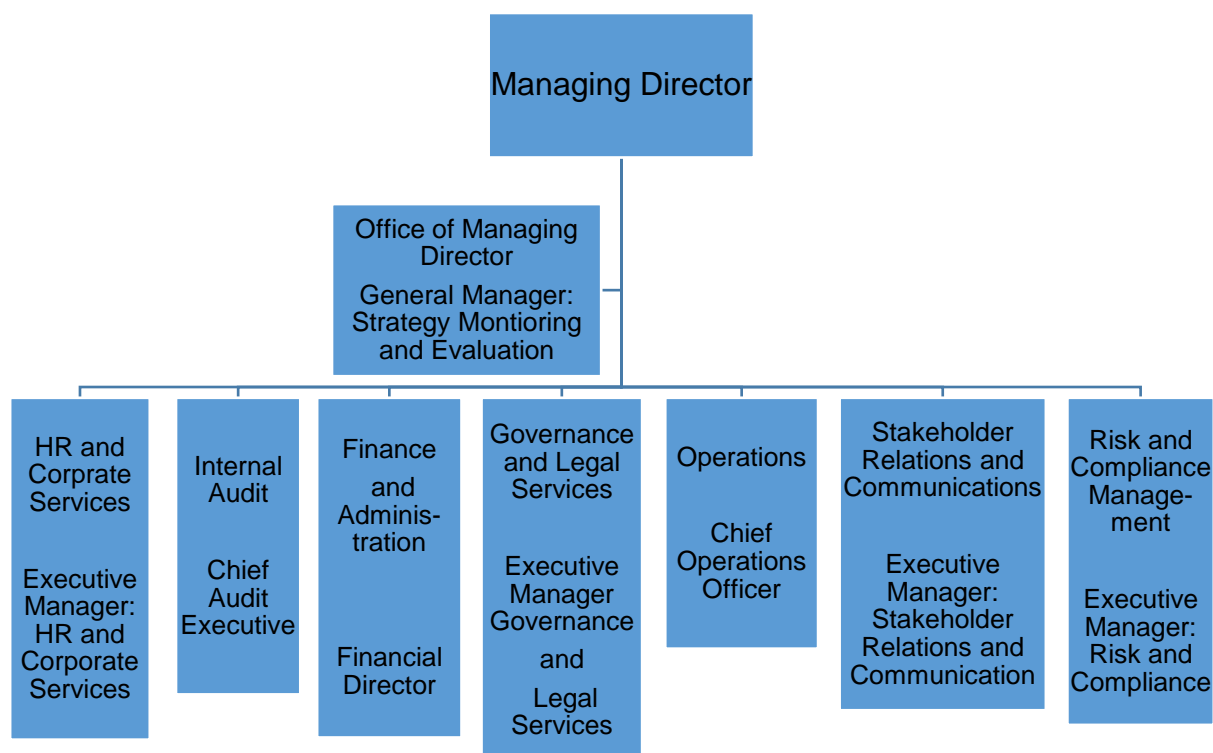 Managing Director
Office of Managing
Director
General Manager:
Strategy Montioring
and Evaluation
HR and
Corprate
Services
Executive
Manager:
HR and
Corporate
Services
Internal
Audit
Chief
Audit
Executive
Finance
and
Adminis-
tration
Financial
Director
Governance
and Legal
Services
Executive
Manager
Governance
and
Legal
Services
Operations
Chief
Operations
Officer
Stakeholder
Relations and
Communications
Executive
Manager:
Stakeholder
Relations and
Communication
Risk and
Compliance
Manage-
ment
Executive
Manager:
Risk and
Compliance